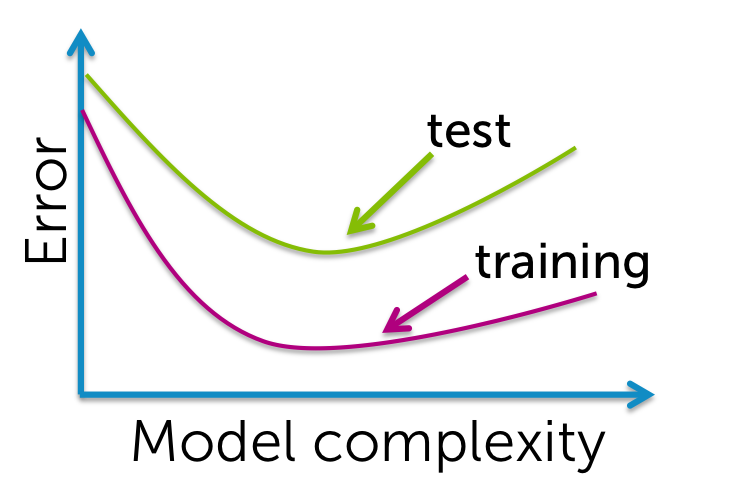 test
Error
training
Model complexity